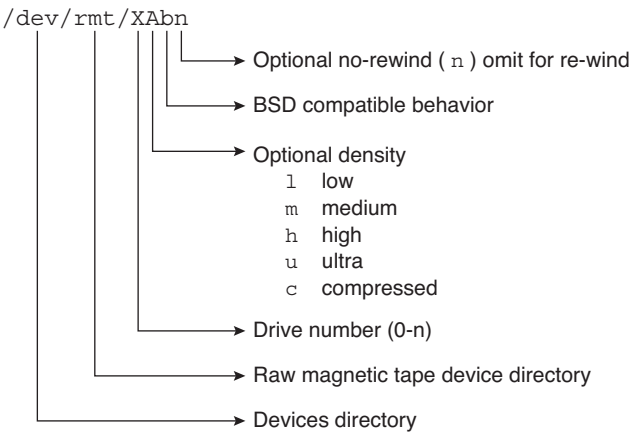 /dev/rmt/XAbn
Optional no-rewind ( n ) omit for re-wind
BSD compatible behavior
Optional density
l low
m medium
h high
u ultra
c compressed
Drive number (0-n)
Raw magnetic tape device directory
Devices directory